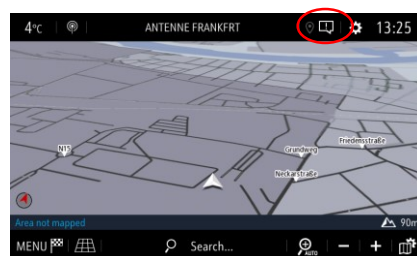 4°C ANTENNE FRANKFRT 13:25
N15
Friedensstraße
Grundweg
Neckarstraße
Area not mapped
90m
MENU Search... AUTO − +